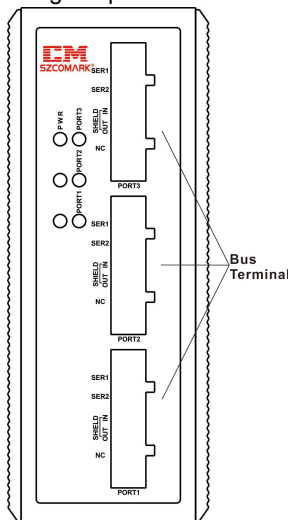 CM
SZCOMARK®
PWR
PORT3
PORT2
PORT1
SER1
SER2
SHIELD
OUT IN
NC
PORT3
SER1
SER2
SHIELD
OUT IN
NC
PORT2
SER1
SER2
SHIELD
OUT IN
NC
PORT1
Bus
Terminal